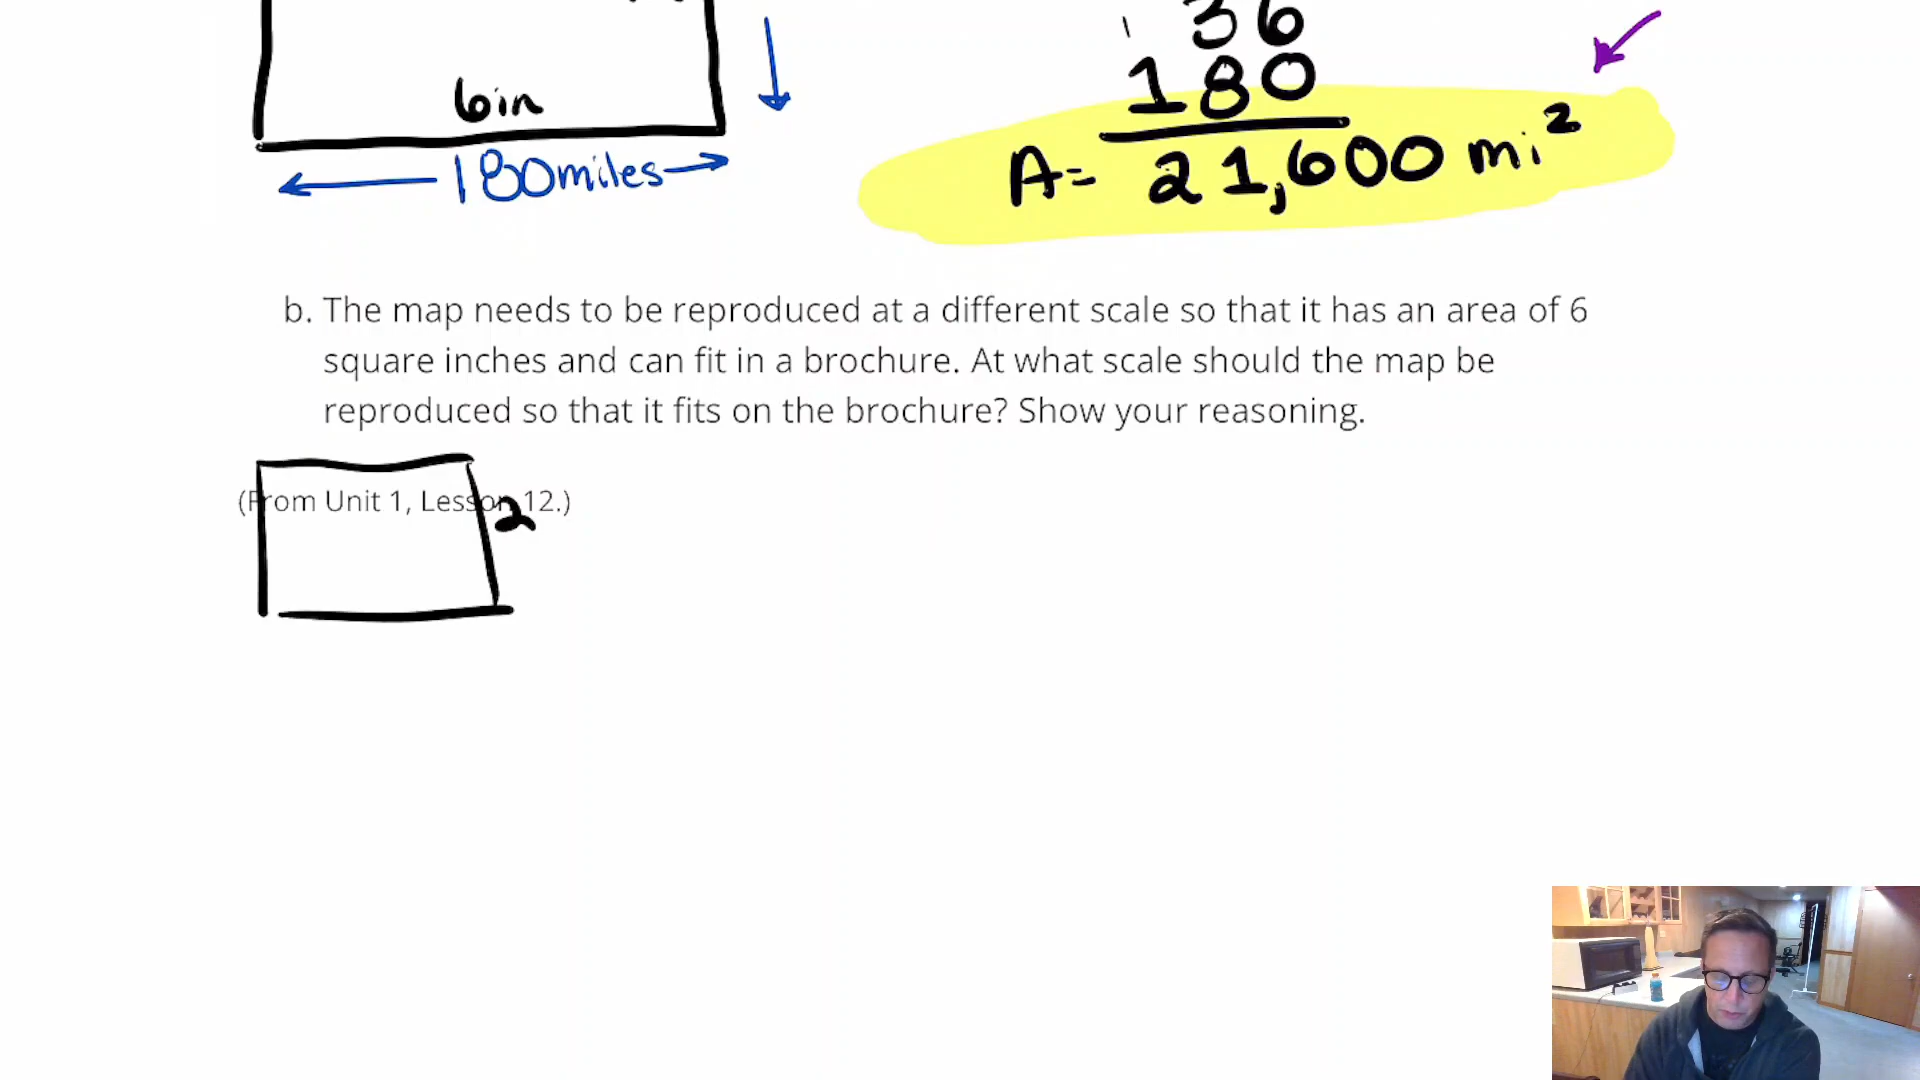 36
180
6in
180miles
A= 21,600 mi²
b. The map needs to be reproduced at a different scale so that it has an area of 6
square inches and can fit in a brochure. At what scale should the map be
reproduced so that it fits on the brochure? Show your reasoning.
(From Unit 1, Lesson 12.)
2